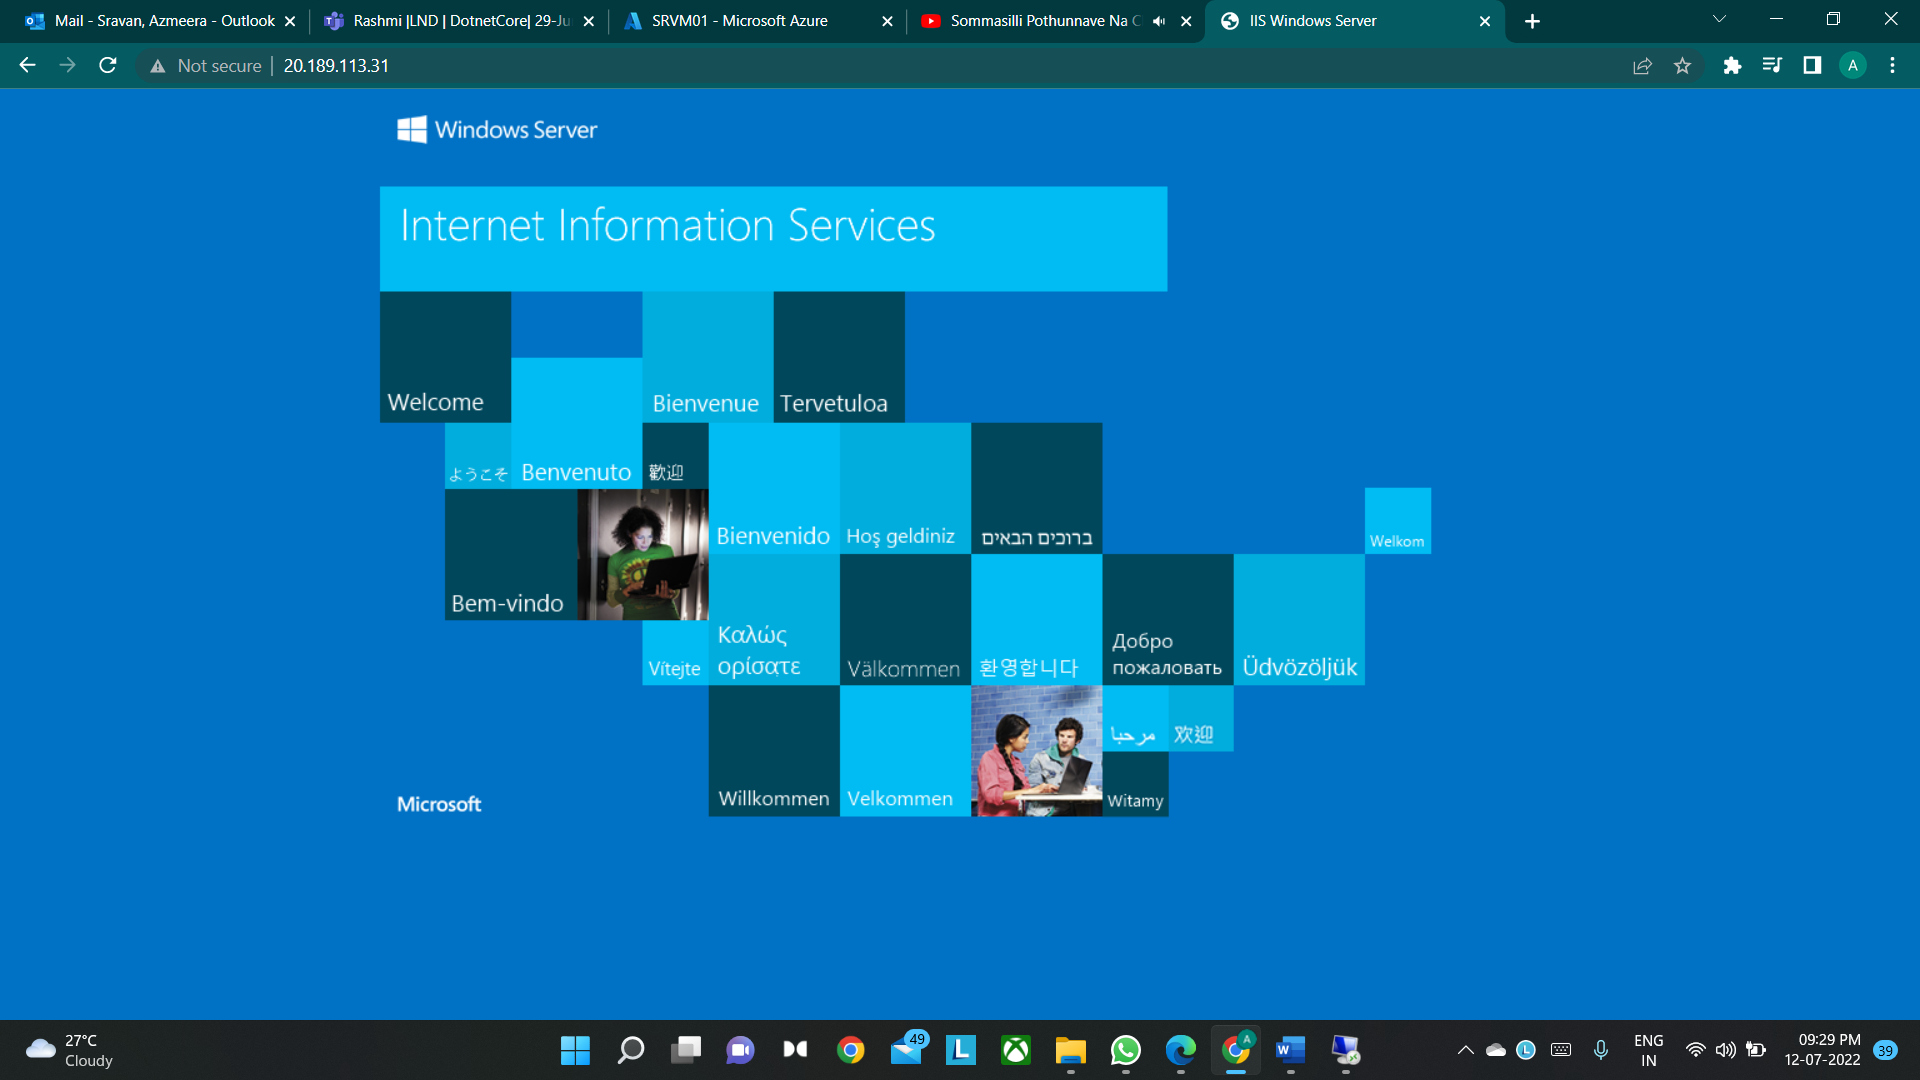 Mail - Sravan, Azmeera - Outlook
Rashmi |LND | DotnetCore| 29-Ju
SRVM01 - Microsoft Azure
Sommasilli Pothunnave Na C
IIS Windows Server
Not secure
20.189.113.31
A
Windows Server
Internet Information Services
Welcome
Bienvenue
Tervetuloa
ようこそ
Benvenuto
歡迎
Bienvenido
Hoş geldiniz
ברוכים הבאים
Welkom
Bem-vindo
Vítejte
Καλώς
ορίσατε
Välkommen
환영합니다
Добро
пожаловать
Üdvözöljük
مرحبا
欢迎
Willkommen
Velkommen
Witamy
Microsoft
27°C
Cloudy
49
L
A
W
L
ENG
IN
09:29 PM
12-07-2022
39